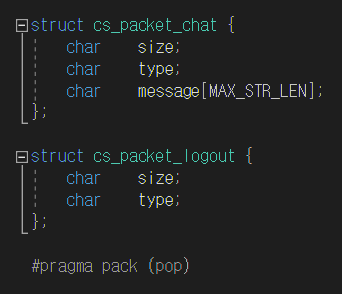 struct cs_packet_chat {
char size;
char type;
char message[MAX_STR_LEN];
};
struct cs_packet_logout {
char size;
char type;
};
#pragma pack (pop)